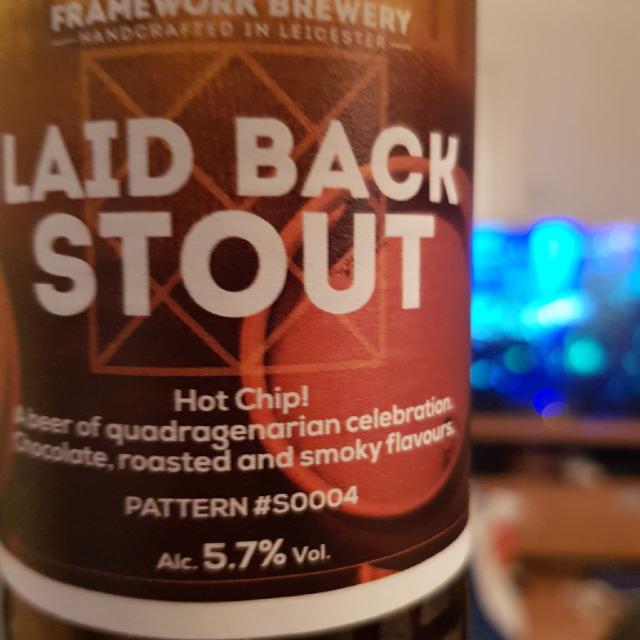 FRAMEWORK BREWERY
HANDCRAFTED IN LEICESTER
LAID BACK
STOUT
Hot Chip!
A beer of quadragenarian celebration.
Chocolate, roasted and smoky flavours.
PATTERN #S0004
Alc. 5.7% Vol.